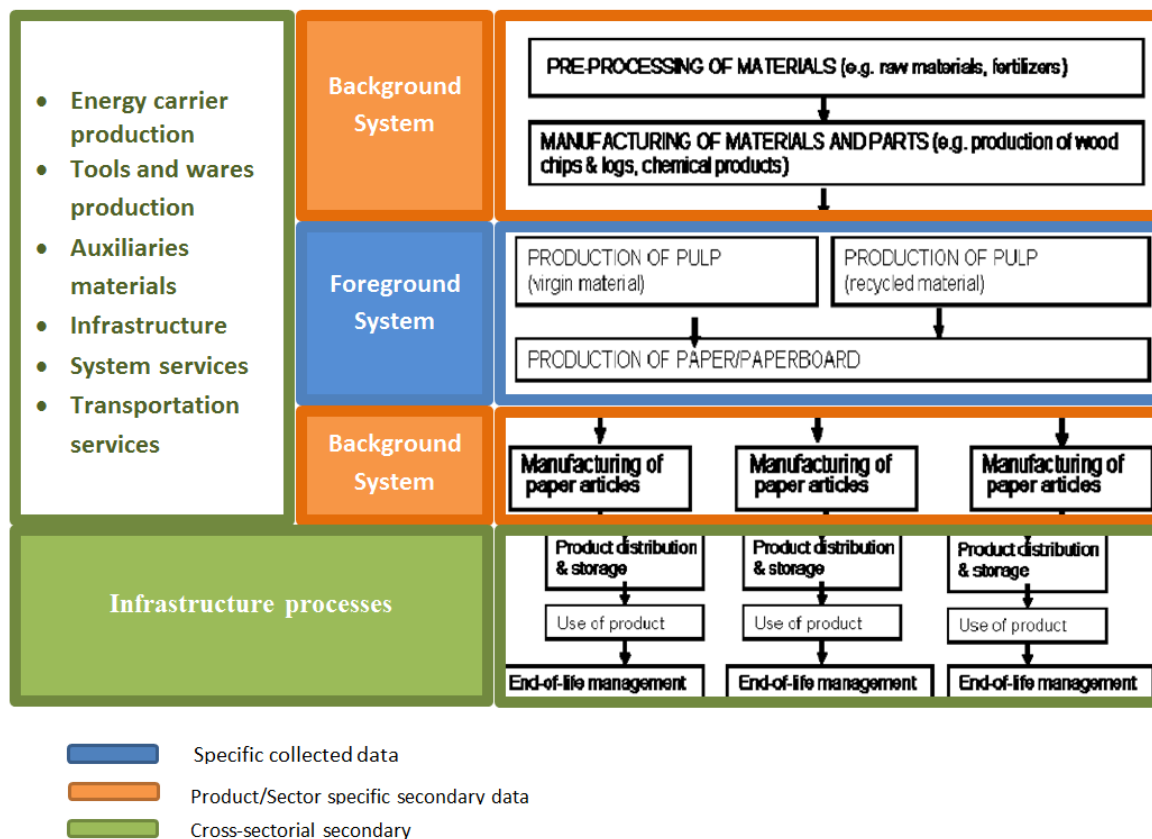 • Energy carrier
production
• Tools and wares
production
• Auxiliaries
materials
• Infrastructure
• System services
• Transportation
services
Background
System
PRE-PROCESSING OF MATERIALS (e.g. raw materials, fertilizers)
MANUFACTURING OF MATERIALS AND PARTS (e.g. production of wood
chips & logs, chemical products)
Foreground
System
PRODUCTION OF PULP
(virgin material)
PRODUCTION OF PULP
(recycled material)
PRODUCTION OF PAPER/PAPERBOARD
Background
System
Manufacturing of
paper articles
Manufacturing of
paper articles
Manufacturing of
paper articles
Infrastructure processes
Product distribution
& storage
Product distribution
& storage
Product distribution
& storage
Use of product
Use of product
Use of product
End-of-life management
End-of-life management
End-of-life management
Specific collected data
Product/Sector specific secondary data
Cross-sectorial secondary